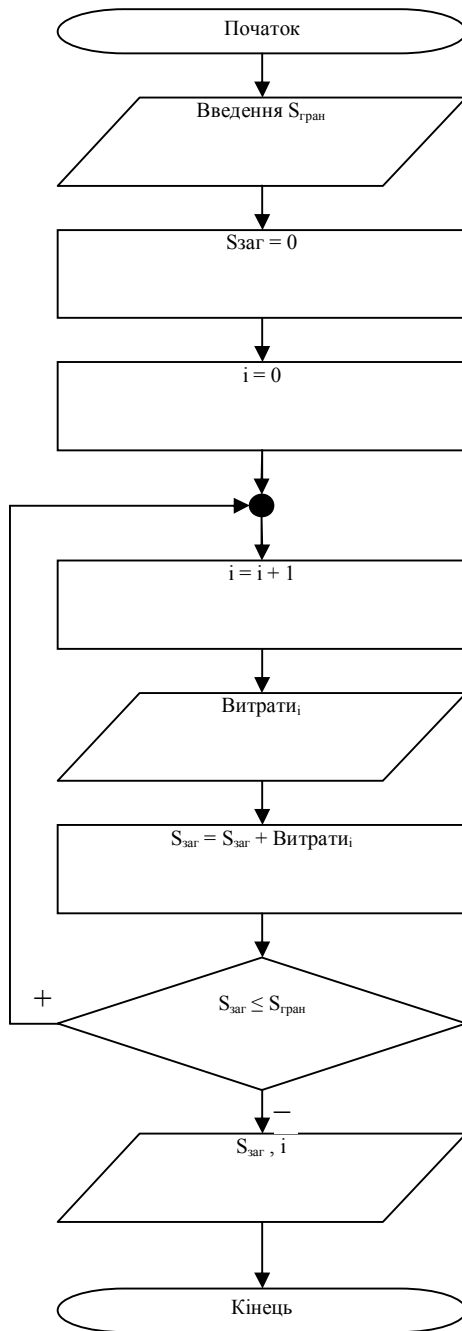 Початок
Введення Sгран
Sзаг = 0
i = 0
i = i + 1
Витратиi
Sзаг = Sзаг + Витратиi
+
Sзаг ≤ Sгран
–
Sзаг , i
Кінець